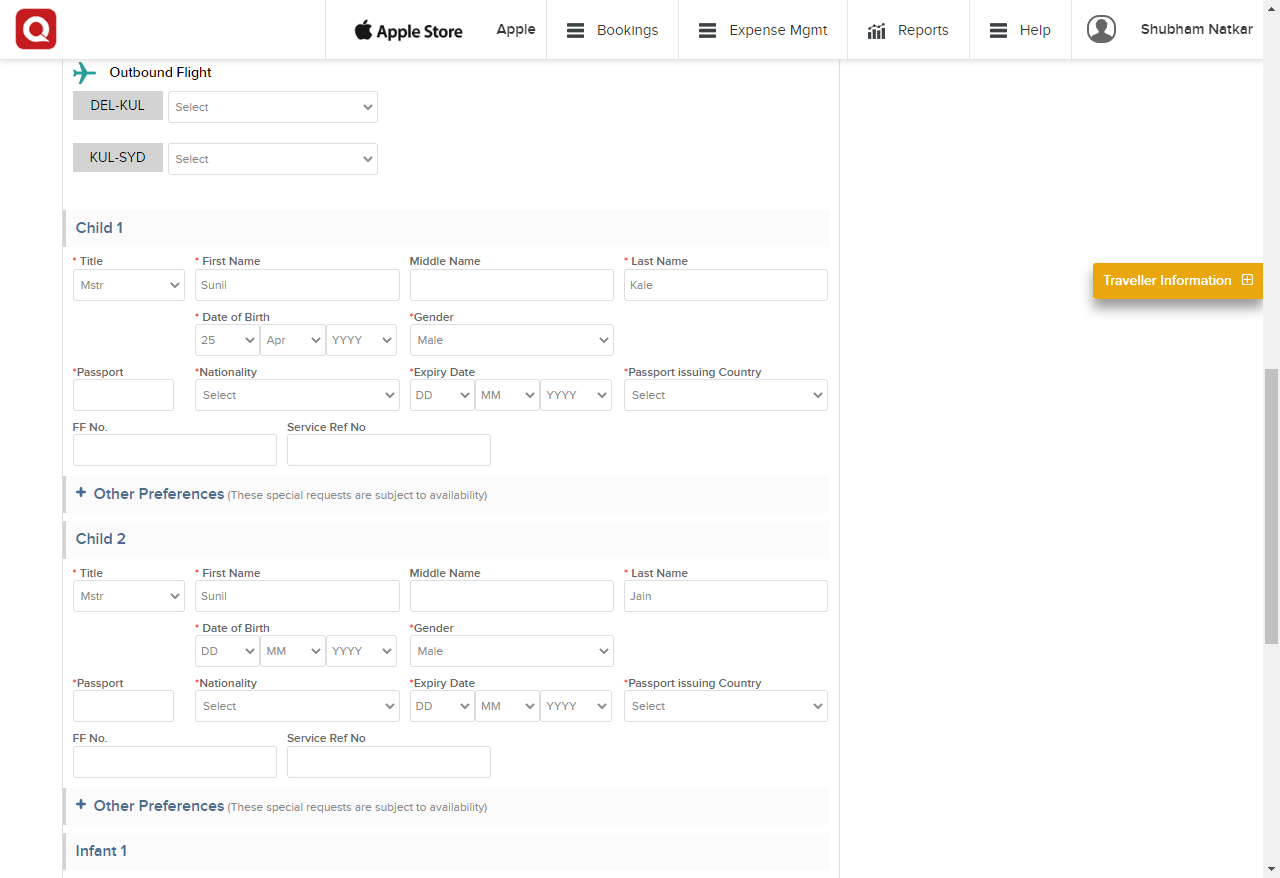 Apple Store Apple Bookings Expense Mgmt Reports Help Shubham Natkar
Outbound Flight
DEL-KUL Select
KUL-SYD Select
Child 1
* Title * First Name Middle Name * Last Name
Mstr Sunil Kale
* Date of Birth *Gender
25 Apr YYYY Male
*Passport *Nationality *Expiry Date *Passport issuing Country
Select DD MM YYYY Select
FF No. Service Ref No
+ Other Preferences (These special requests are subject to availability)
Child 2
* Title * First Name Middle Name * Last Name
Mstr Sunil Jain
* Date of Birth *Gender
DD MM YYYY Male
*Passport *Nationality *Expiry Date *Passport issuing Country
Select DD MM YYYY Select
FF No. Service Ref No
+ Other Preferences (These special requests are subject to availability)
Infant 1
Traveller Information